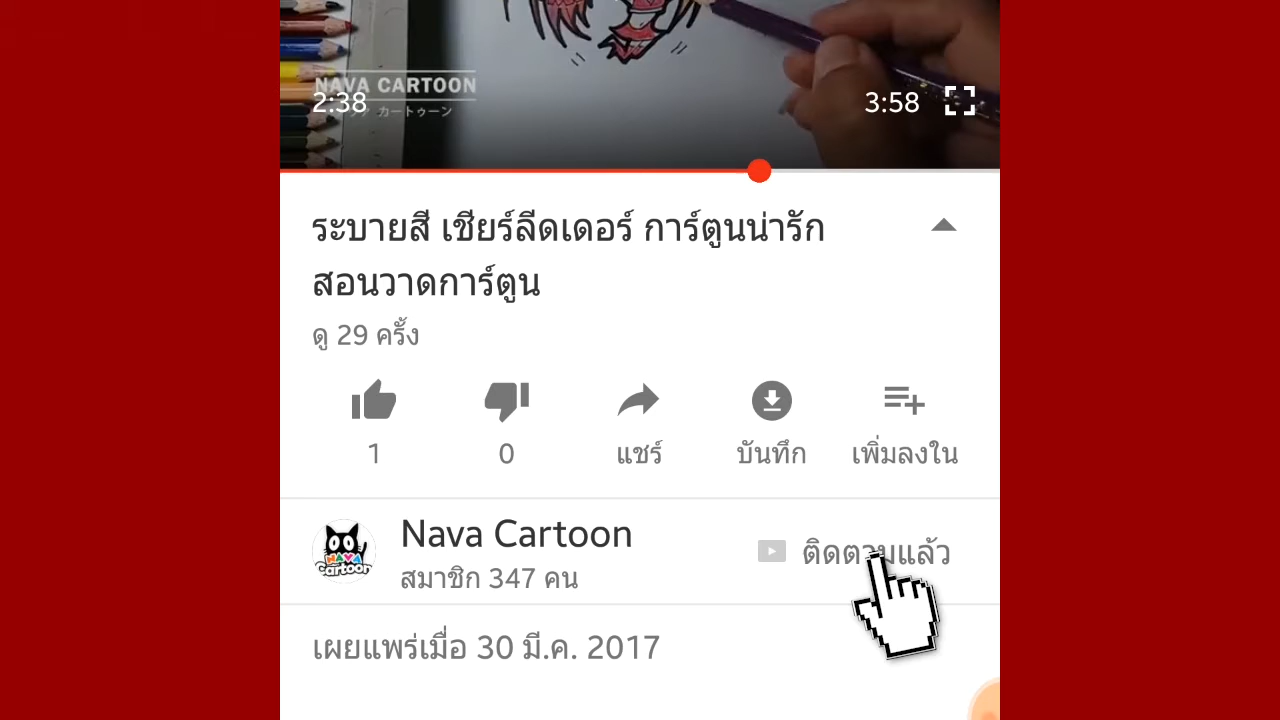 NAVA CARTOON
2:38
3:58
カートゥーン
ระบายสี เชียร์ลีดเดอร์ การ์ตูนน่ารัก
สอนวาดการ์ตูน
ดู 29 ครั้ง
1
0
แชร์
บันทึก
เพิ่มลงใน
NAVA
Cartoon
Nava Cartoon
สมาชิก 347 คน
ติดตามแล้ว
เผยแพร่เมื่อ 30 มี.ค. 2017